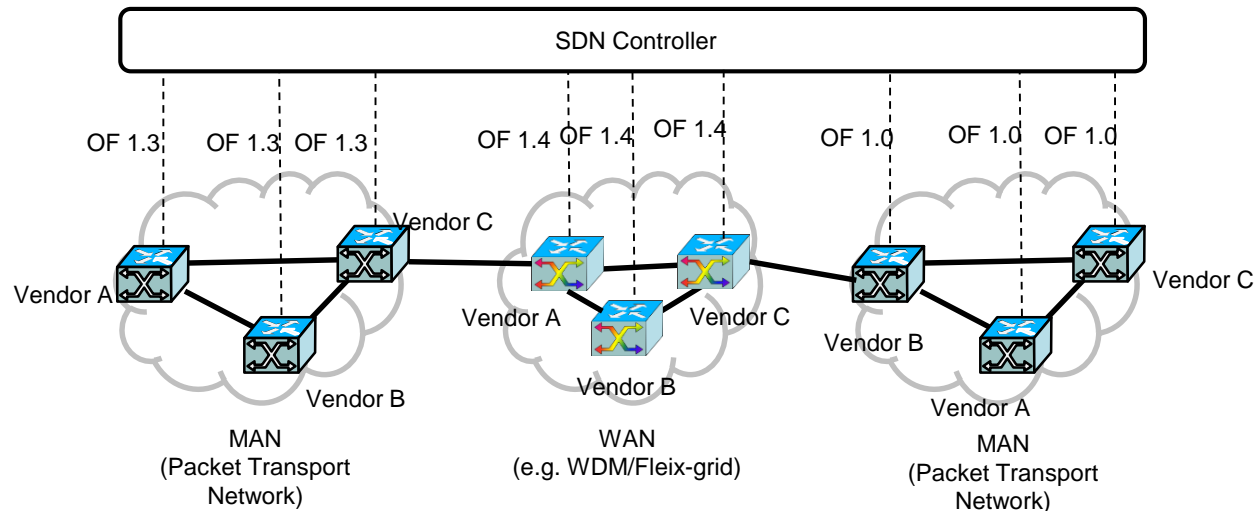 SDN Controller
OF 1.3
OF 1.3
OF 1.3
OF 1.4
OF 1.4
OF 1.4
OF 1.0
OF 1.0
OF 1.0
Vendor A
Vendor B
Vendor C
Vendor A
Vendor B
Vendor C
Vendor B
Vendor A
Vendor C
MAN
(Packet Transport
Network)
WAN
(e.g. WDM/Fleix-grid)
MAN
(Packet Transport
Network)